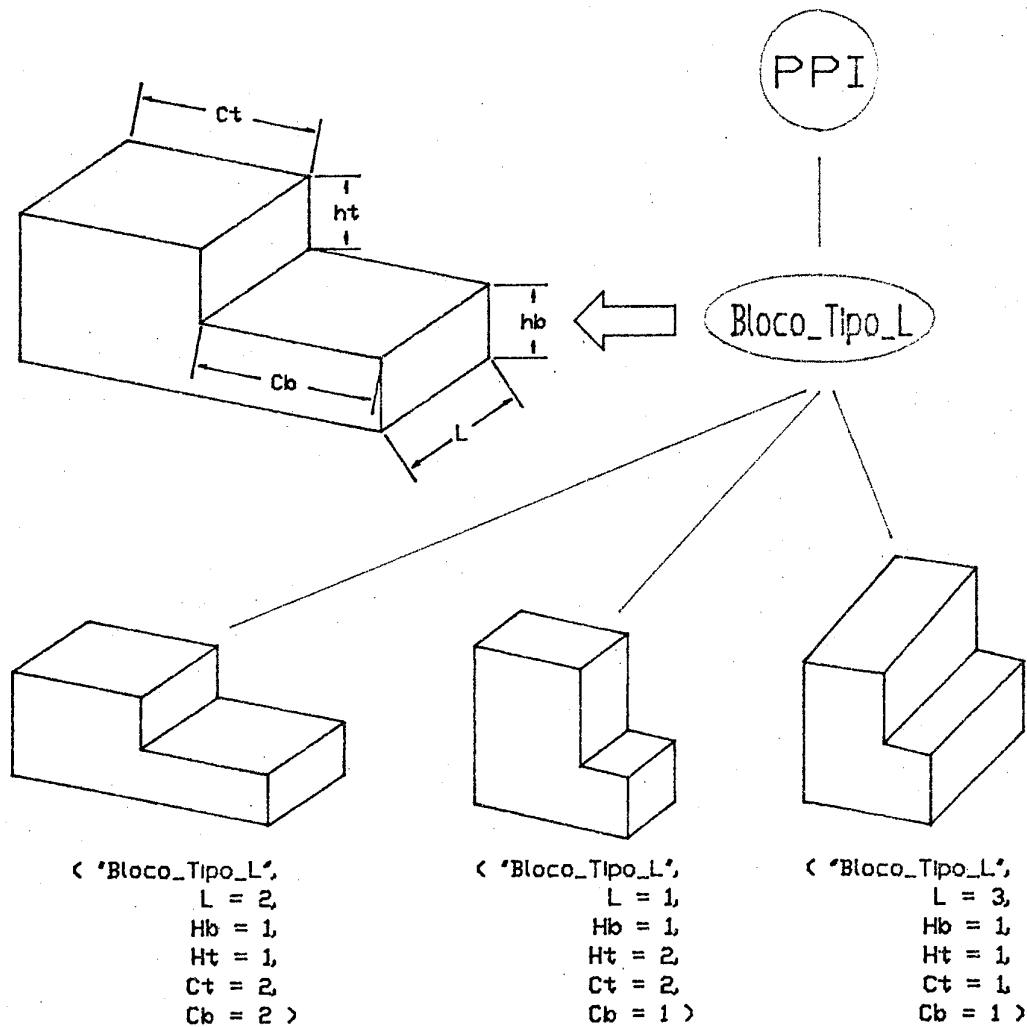 PPI
Ct
ht
Bloco_Tipo_L
hb
Cb
L
< "Bloco_Tipo_L",
L = 2,
Hb = 1,
Ht = 1,
Ct = 2,
Cb = 2 >
< "Bloco_Tipo_L",
L = 1,
Hb = 1,
Ht = 2,
Ct = 2,
Cb = 1 >
< "Bloco_Tipo_L",
L = 3,
Hb = 1,
Ht = 1,
Ct = 1,
Cb = 1 >